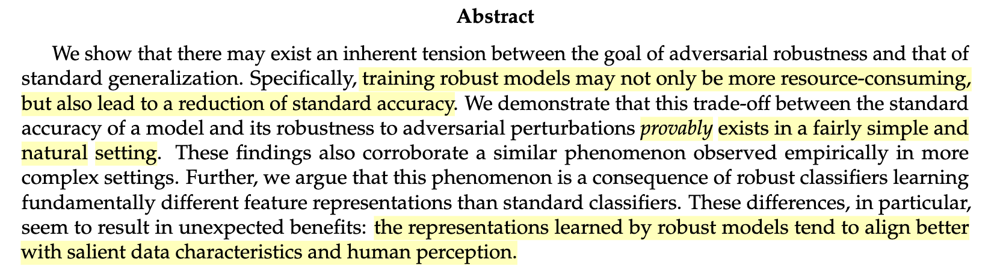 Abstract
We show that there may exist an inherent tension between the goal of adversarial robustness and that of
standard generalization. Specifically, training robust models may not only be more resource-consuming,
but also lead to a reduction of standard accuracy. We demonstrate that this trade-off between the standard
accuracy of a model and its robustness to adversarial perturbations provably exists in a fairly simple and
natural setting. These findings also corroborate a similar phenomenon observed empirically in more
complex settings. Further, we argue that this phenomenon is a consequence of robust classifiers learning
fundamentally different feature representations than standard classifiers. These differences, in particular,
seem to result in unexpected benefits: the representations learned by robust models tend to align better
with salient data characteristics and human perception.